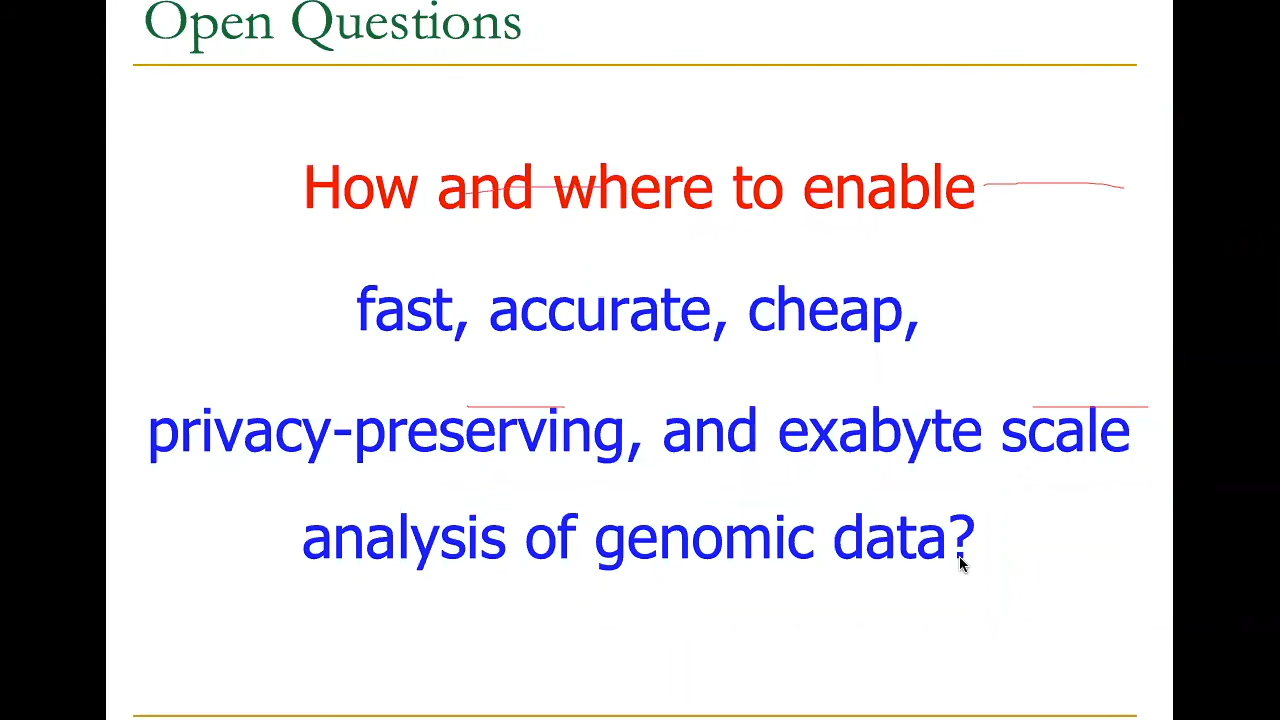 Open Questions
How and where to enable
fast, accurate, cheap,
privacy-preserving, and exabyte scale
analysis of genomic data?